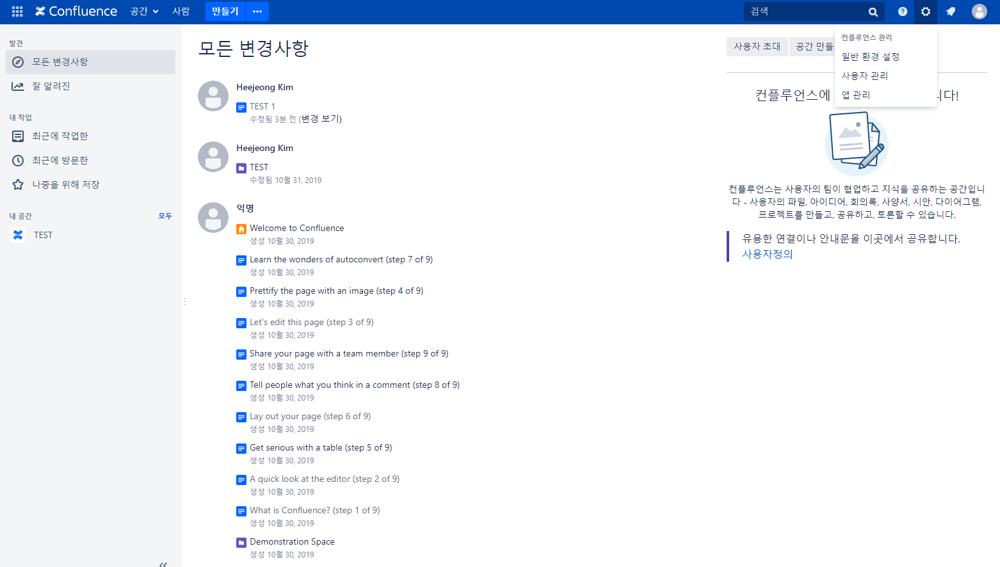 Confluence 공간 사람 만들기 ••• 검색
발견
모든 변경사항
잘 알려진
내 작업
최근에 작업한
최근에 방문한
나중을 위해 저장
내 공간 모두
TEST
모든 변경사항
Heejeong Kim
TEST 1
수정됨 3분 전 (변경 보기)
Heejeong Kim
TEST
수정됨 10월 31, 2019
익명
Welcome to Confluence
생성 10월 30, 2019
Learn the wonders of autoconvert (step 7 of 9)
생성 10월 30, 2019
Prettify the page with an image (step 4 of 9)
생성 10월 30, 2019
Let's edit this page (step 3 of 9)
생성 10월 30, 2019
Share your page with a team member (step 9 of 9)
생성 10월 30, 2019
Tell people what you think in a comment (step 8 of 9)
생성 10월 30, 2019
Lay out your page (step 6 of 9)
생성 10월 30, 2019
Get serious with a table (step 5 of 9)
생성 10월 30, 2019
A quick look at the editor (step 2 of 9)
생성 10월 30, 2019
What is Confluence? (step 1 of 9)
생성 10월 30, 2019
Demonstration Space
생성 10월 30, 2019
사용자 초대 공간 만들
컨플루언스 관리
일반 환경 설정
사용자 관리
앱 관리
컨플루언스에 니다!
컨플루언스는 사용자의 팀이 협업하고 지식을 공유하는 공간입니
다 - 사용자의 파일, 아이디어, 회의록, 사양서, 시안, 다이어그램,
프로젝트를 만들고, 공유하고, 토론할 수 있습니다.
유용한 연결이나 안내문을 이곳에서 공유합니다.
사용자정의